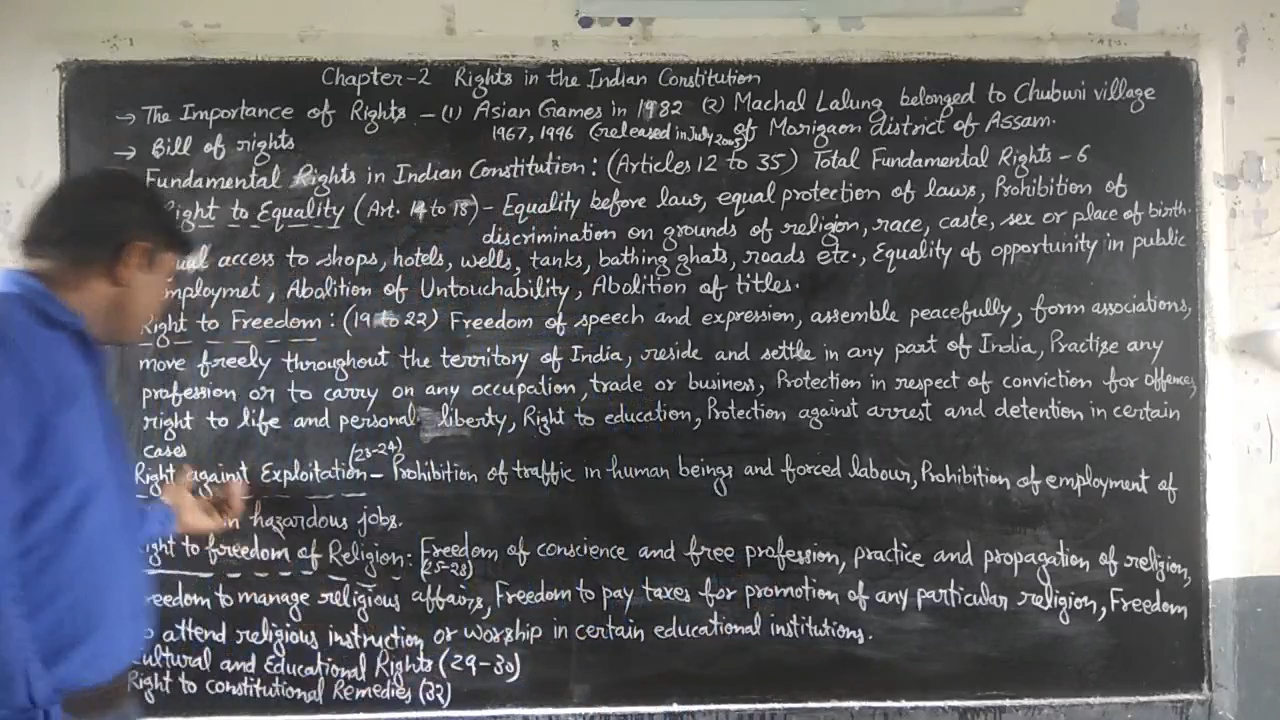 Chapter-2 Rights in the Indian Constitution
→ The Importance of Rights - (1) Asian Games in 1982 (2) Machal Lalung belonged to Chuburi village
1967, 1996 (released in July 2005) of Morigaon district of Assam.
→ Bill of rights
Fundamental Rights in Indian Constitution: (Articles 12 to 35) Total Fundamental Rights - 6
ight to Equality (Art. 14 to 18) - Equality before law, equal protection of laws, Prohibition of
discrimination on grounds of religion, race, caste, sex or place of birth.
ual access to shops, hotels, wells, tanks, bathing ghats, roads etc., Equality of opportunity in public
mploymet, Abolition of Untouchability, Abolition of titles.
Right to Freedom: (19 to 22) Freedom of speech and expression, assemble peacefully, form associations,
move freely throughout the territory of India, reside and settle in any part of India, Practise any
profession or to carry on any occupation, trade or business, Protection in respect of conviction for offences,
right to life and personal liberty, Right to education, Protection against arrest and detention in certain
cases
Right against Exploitation (23-24) - Prohibition of traffic in human beings and forced labour, Prohibition of employment of
n hazardous jobs.
ight to freedom of Religion: (25-28) Freedom of conscience and free profession, practice and propagation of religion,
reedom to manage religious affairs, Freedom to pay taxes for promotion of any particular religion, Freedom
o attend religious instruction or worship in certain educational institutions.
ultural and Educational Rights (29-30)
Right to constitutional Remedies (32)